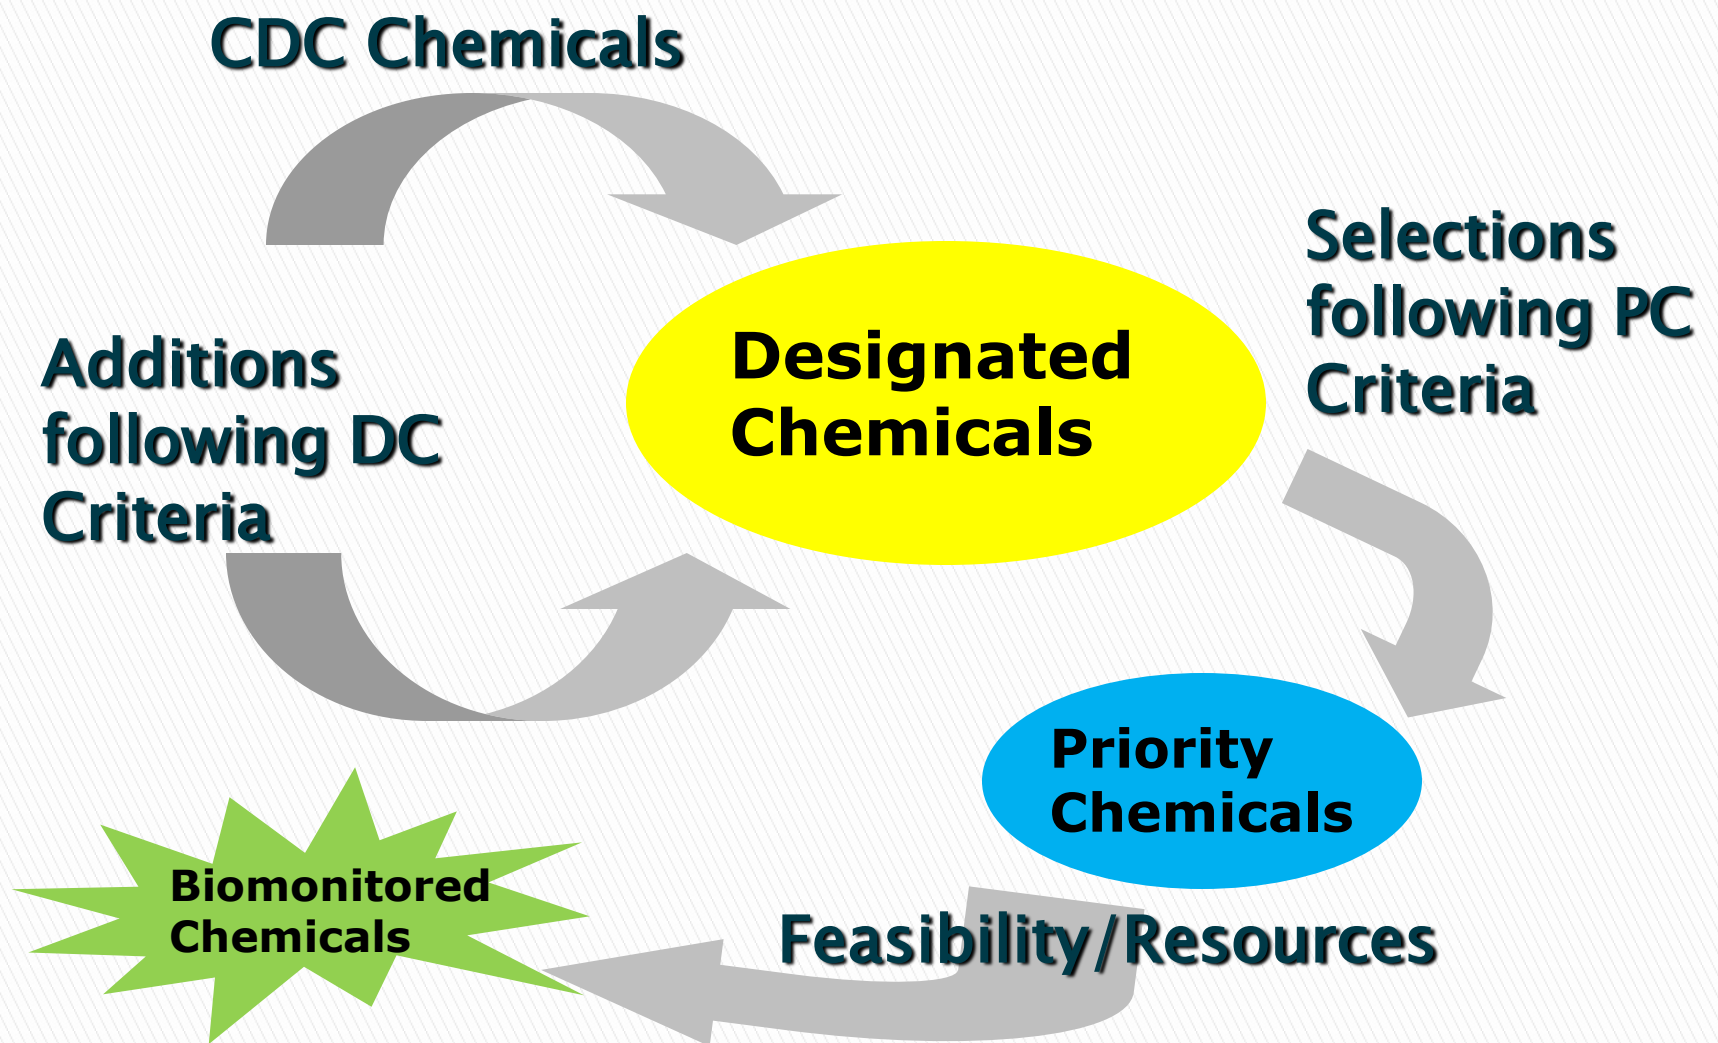 CDC Chemicals
Additions
following DC
Criteria
Designated
Chemicals
Selections
following PC
Criteria
Priority
Chemicals
Feasibility/Resources
Biomonitored
Chemicals